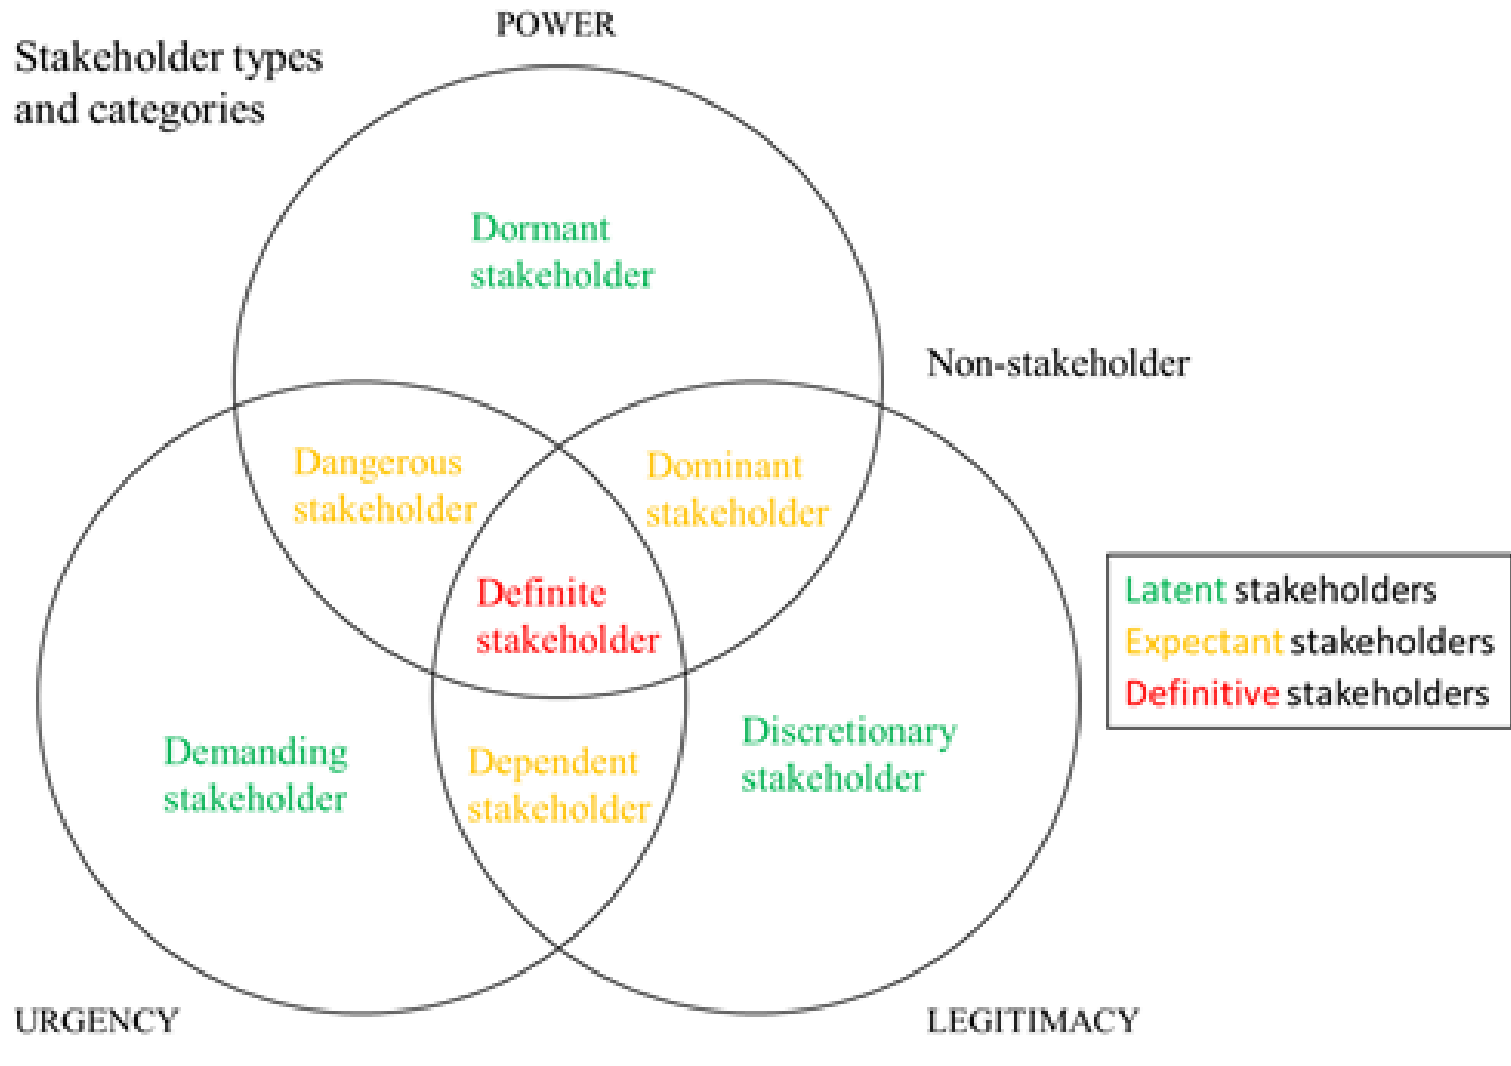 POWER
Stakeholder types
and categories
Dormant
stakeholder
Non-stakeholder
Dangerous
stakeholder
Dominant
stakeholder
Definite
stakeholder
Latent stakeholders
Expectant stakeholders
Definitive stakeholders
Demanding
stakeholder
Dependent
stakeholder
Discretionary
stakeholder
URGENCY
LEGITIMACY